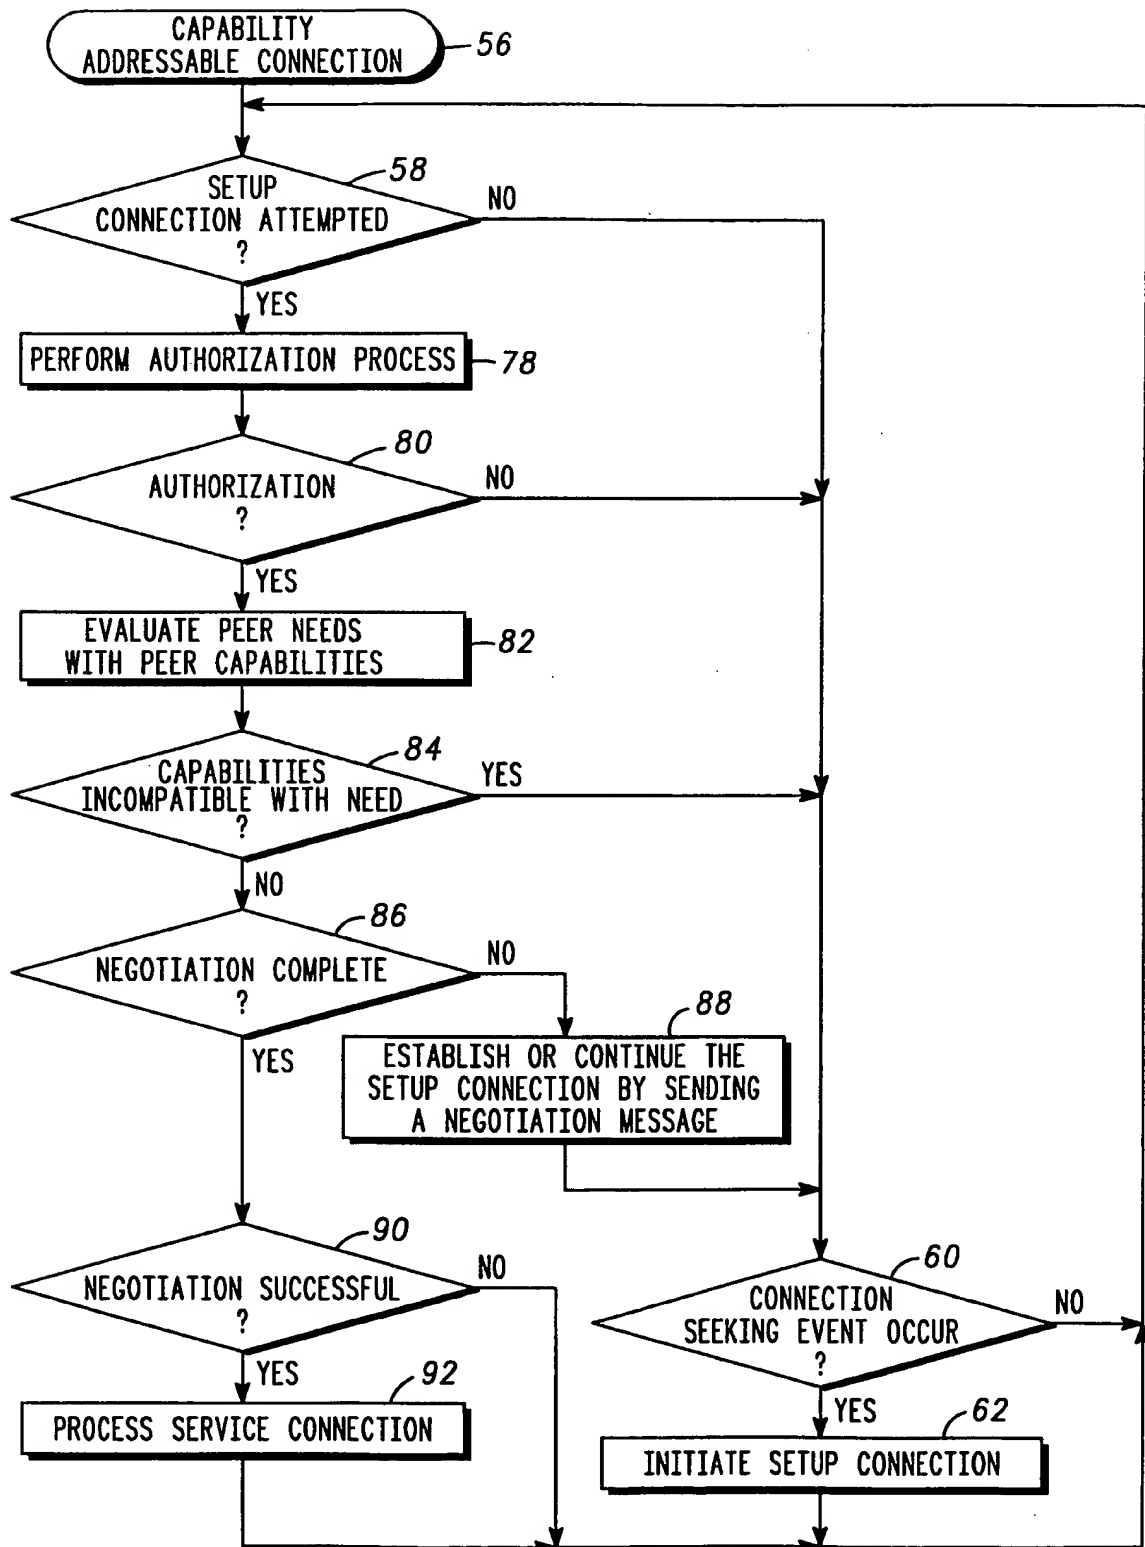 CAPABILITY
ADDRESSABLE CONNECTION
56
58
SETUP
CONNECTION ATTEMPTED
?
NO
YES
PERFORM AUTHORIZATION PROCESS
78
80
AUTHORIZATION
?
NO
YES
EVALUATE PEER NEEDS
WITH PEER CAPABILITIES
82
84
CAPABILITIES
INCOMPATIBLE WITH NEED
?
YES
NO
86
NEGOTIATION COMPLETE
?
NO
YES
88
ESTABLISH OR CONTINUE THE
SETUP CONNECTION BY SENDING
A NEGOTIATION MESSAGE
90
NEGOTIATION SUCCESSFUL
?
NO
YES
92
PROCESS SERVICE CONNECTION
60
CONNECTION
SEEKING EVENT OCCUR
?
NO
YES
62
INITIATE SETUP CONNECTION